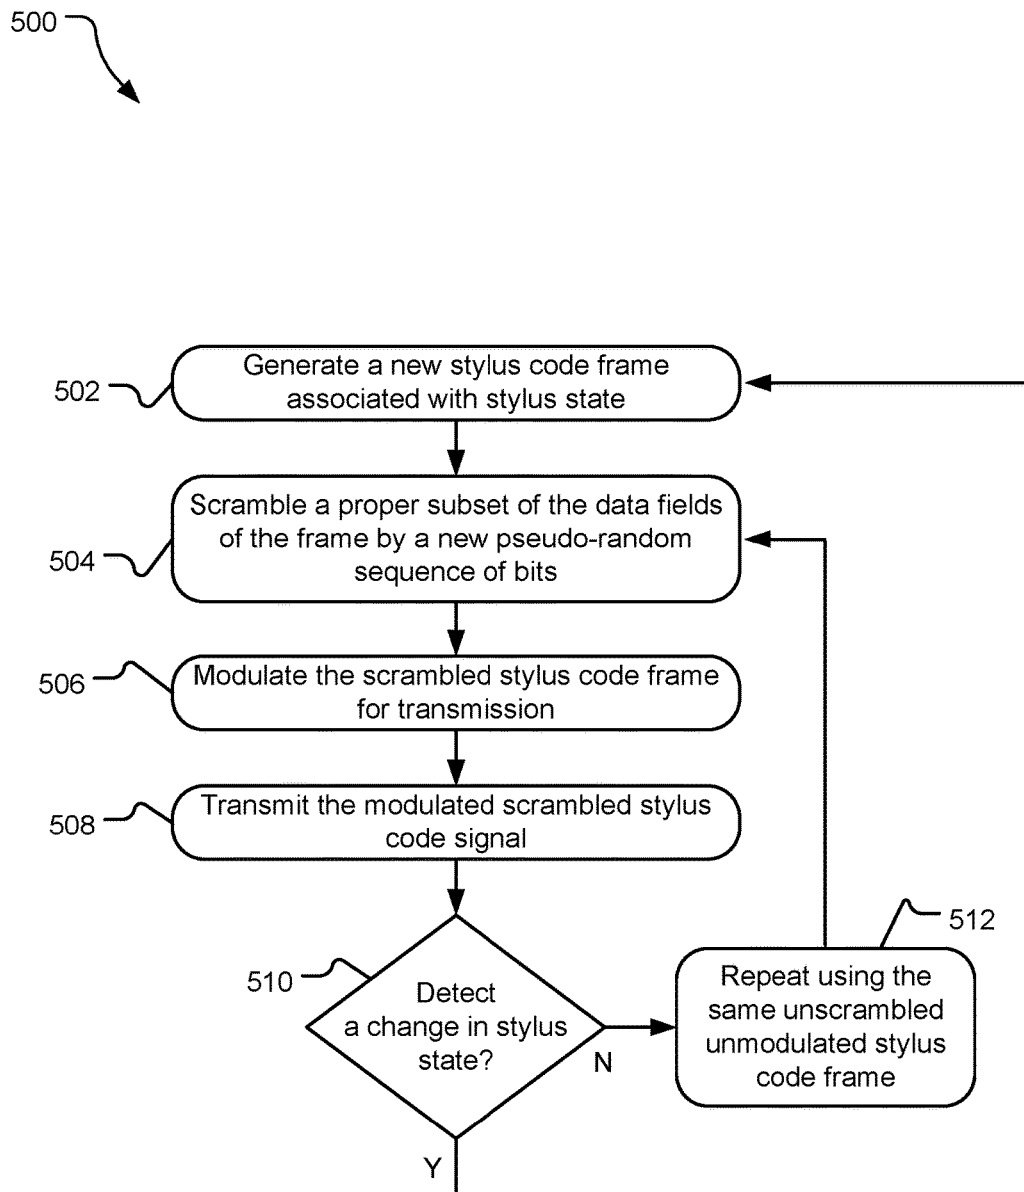 500
502
Generate a new stylus code frame
associated with stylus state
504
Scramble a proper subset of the data fields
of the frame by a new pseudo-random
sequence of bits
506
Modulate the scrambled stylus code frame
for transmission
508
Transmit the modulated scrambled stylus
code signal
510
Detect
a change in stylus
state?
N
Y
512
Repeat using the
same unscrambled
unmodulated stylus
code frame